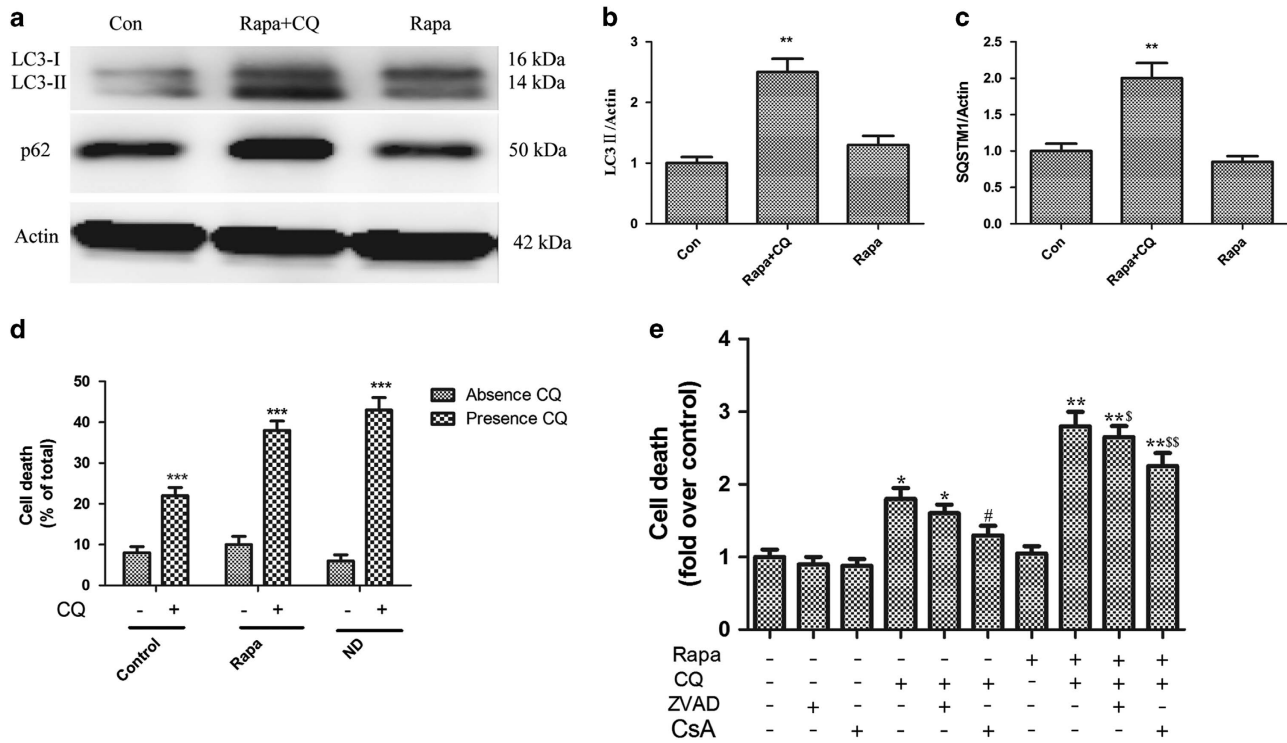 a
Con Rapa+CQ Rapa
LC3-I 16 kDa
LC3-II 14 kDa
p62 50 kDa
Actin 42 kDa
b
LC3 II/Actin
3
2
1
0
**
Con Rapa+CQ Rapa
c
SQSTM1/Actin
2.5
2.0
1.5
1.0
0.5
0.0
**
Con Rapa+CQ Rapa
d
Cell death
(% of total)
50
40
30
20
10
0
*** *** ***
Absence CQ
Presence CQ
CQ - + - + - +
Control Rapa ND
e
Cell death
(fold over control)
4
3
2
1
0
* * # ** **$ **$$
Rapa - - - - - - + + + +
CQ - - - + + + - + + +
ZVAD - + - - + - - - + -
CsA - - + - - + - - - +